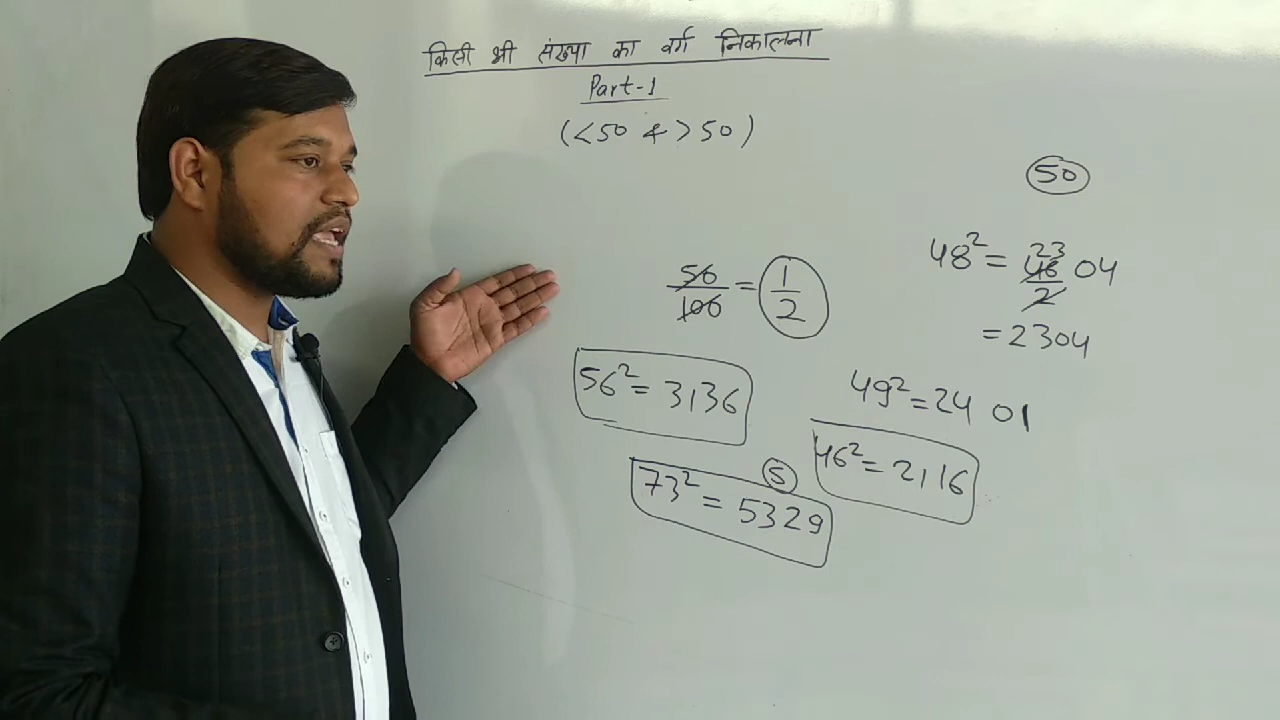 किसी भी संख्या का वर्ग निकालना
Part-1
(<50 & >50)
50
48² = 46/2 23 04
= 2304
50/100 = 1/2
56² = 3136
49² = 24 01
46² = 2116
73² = 5329
5